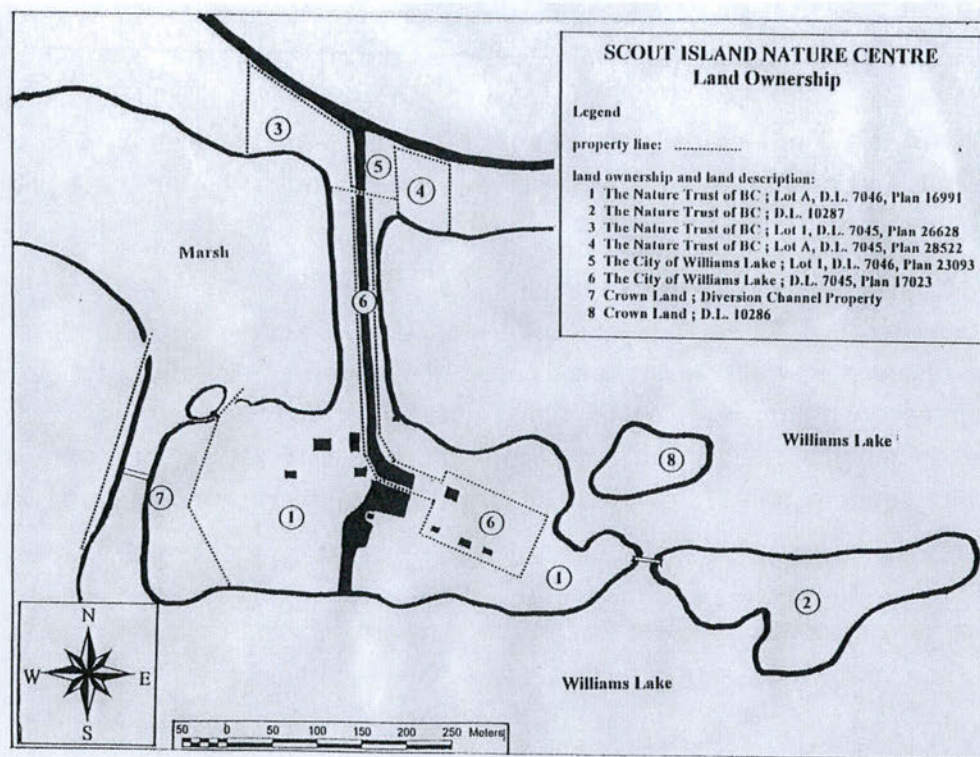 SCOUT ISLAND NATURE CENTRE
Land Ownership
Legend
property line: ................
land ownership and land description:
1 The Nature Trust of BC ; Lot A, D.L. 7046, Plan 16991
2 The Nature Trust of BC ; D.L. 10287
3 The Nature Trust of BC ; Lot 1, D.L. 7045, Plan 26628
4 The Nature Trust of BC ; Lot A, D.L. 7045, Plan 28522
5 The City of Williams Lake ; Lot 1, D.L. 7046, Plan 23093
6 The City of Williams Lake ; D.L. 7045, Plan 17023
7 Crown Land ; Diversion Channel Property
8 Crown Land ; D.L. 10286
3
5
4
Marsh
6
Williams Lake
8
7
1
6
1
2
N
W E
S
Williams Lake
50 0 50 100 150 200 250 Meters